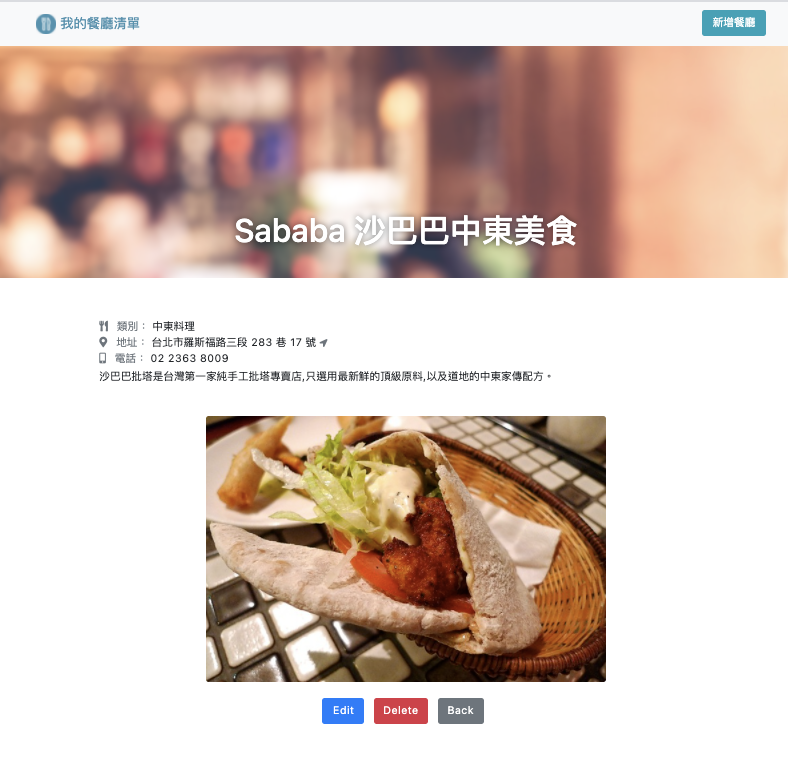 我的餐廳清單
新增餐廳
Sababa 沙巴巴中東美食
類別： 中東料理
地址： 台北市羅斯福路三段 283 巷 17 號
電話： 02 2363 8009
沙巴巴批塔是台灣第一家純手工批塔專賣店,只選用最新鮮的頂級原料,以及道地的中東家傳配方。
Edit Delete Back